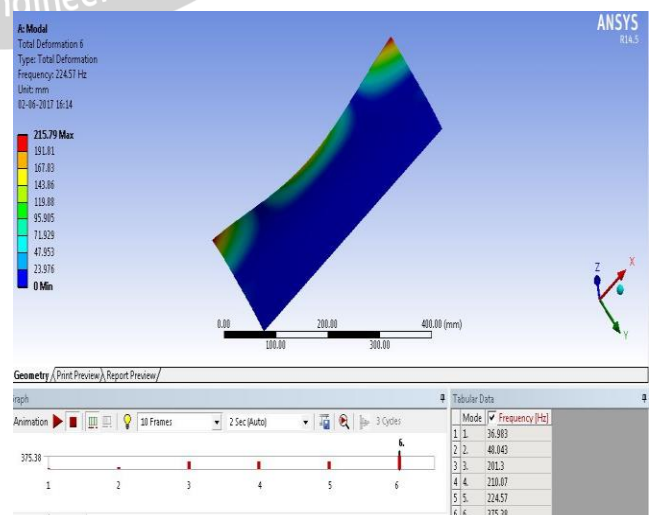 A: Modal
Total Deformation 6
Type: Total Deformation
Frequency: 224.57 Hz
Unit: mm
02-06-2017 16:14
ANSYS
R14.5
215.79 Max
191.81
167.83
143.86
119.88
95.905
71.929
47.953
23.976
0 Min
Z
X
Y
0.00 200.00 400.00 (mm)
100.00 300.00
Geometry Print Preview Report Preview
Tabular Data
Animation 10 Frames 2 Sec (Auto) 3 Cycles
Mode Frequency [Hz]
1 1. 36.983
2 2. 48.043
3 3. 201.3
4 4. 210.07
5 5. 224.57
6 6. 375.38
6.
375.38
1 2 3 4 5 6